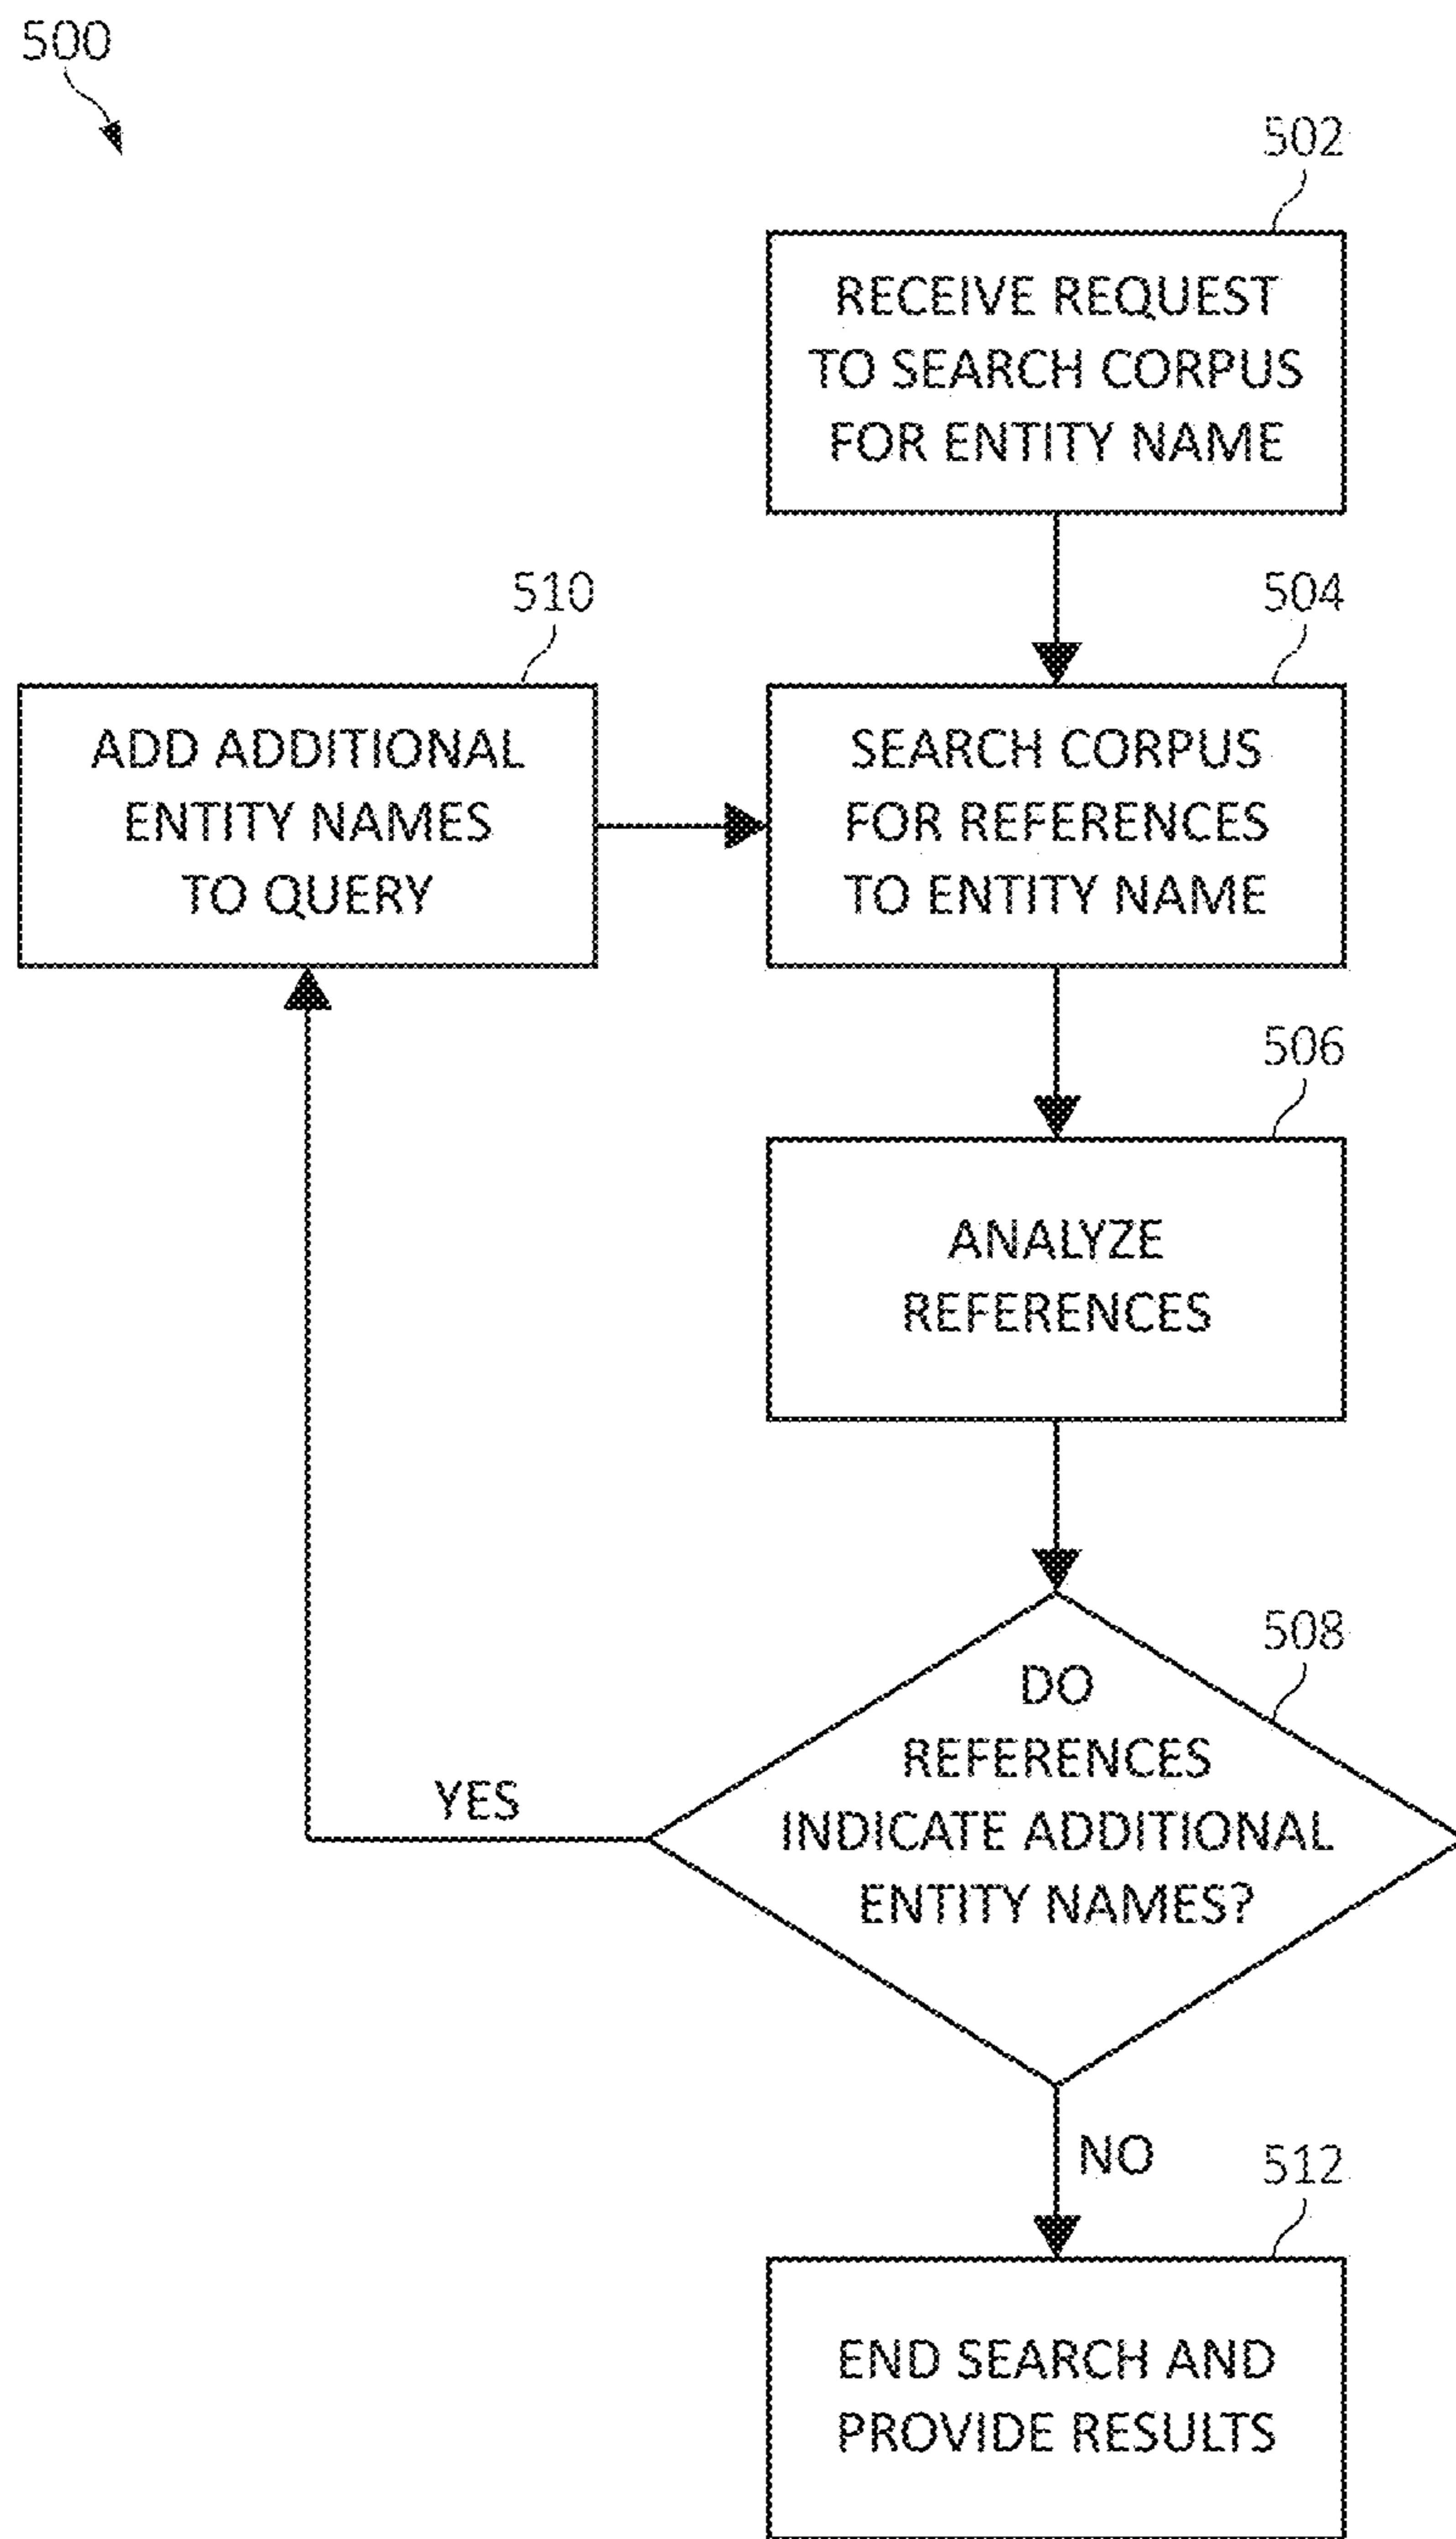 500
502
RECEIVE REQUEST
TO SEARCH CORPUS
FOR ENTITY NAME
510
ADD ADDITIONAL
ENTITY NAMES
TO QUERY
504
SEARCH CORPUS
FOR REFERENCES
TO ENTITY NAME
506
ANALYZE
REFERENCES
508
DO
REFERENCES
INDICATE ADDITIONAL
ENTITY NAMES?
YES
NO
512
END SEARCH AND
PROVIDE RESULTS